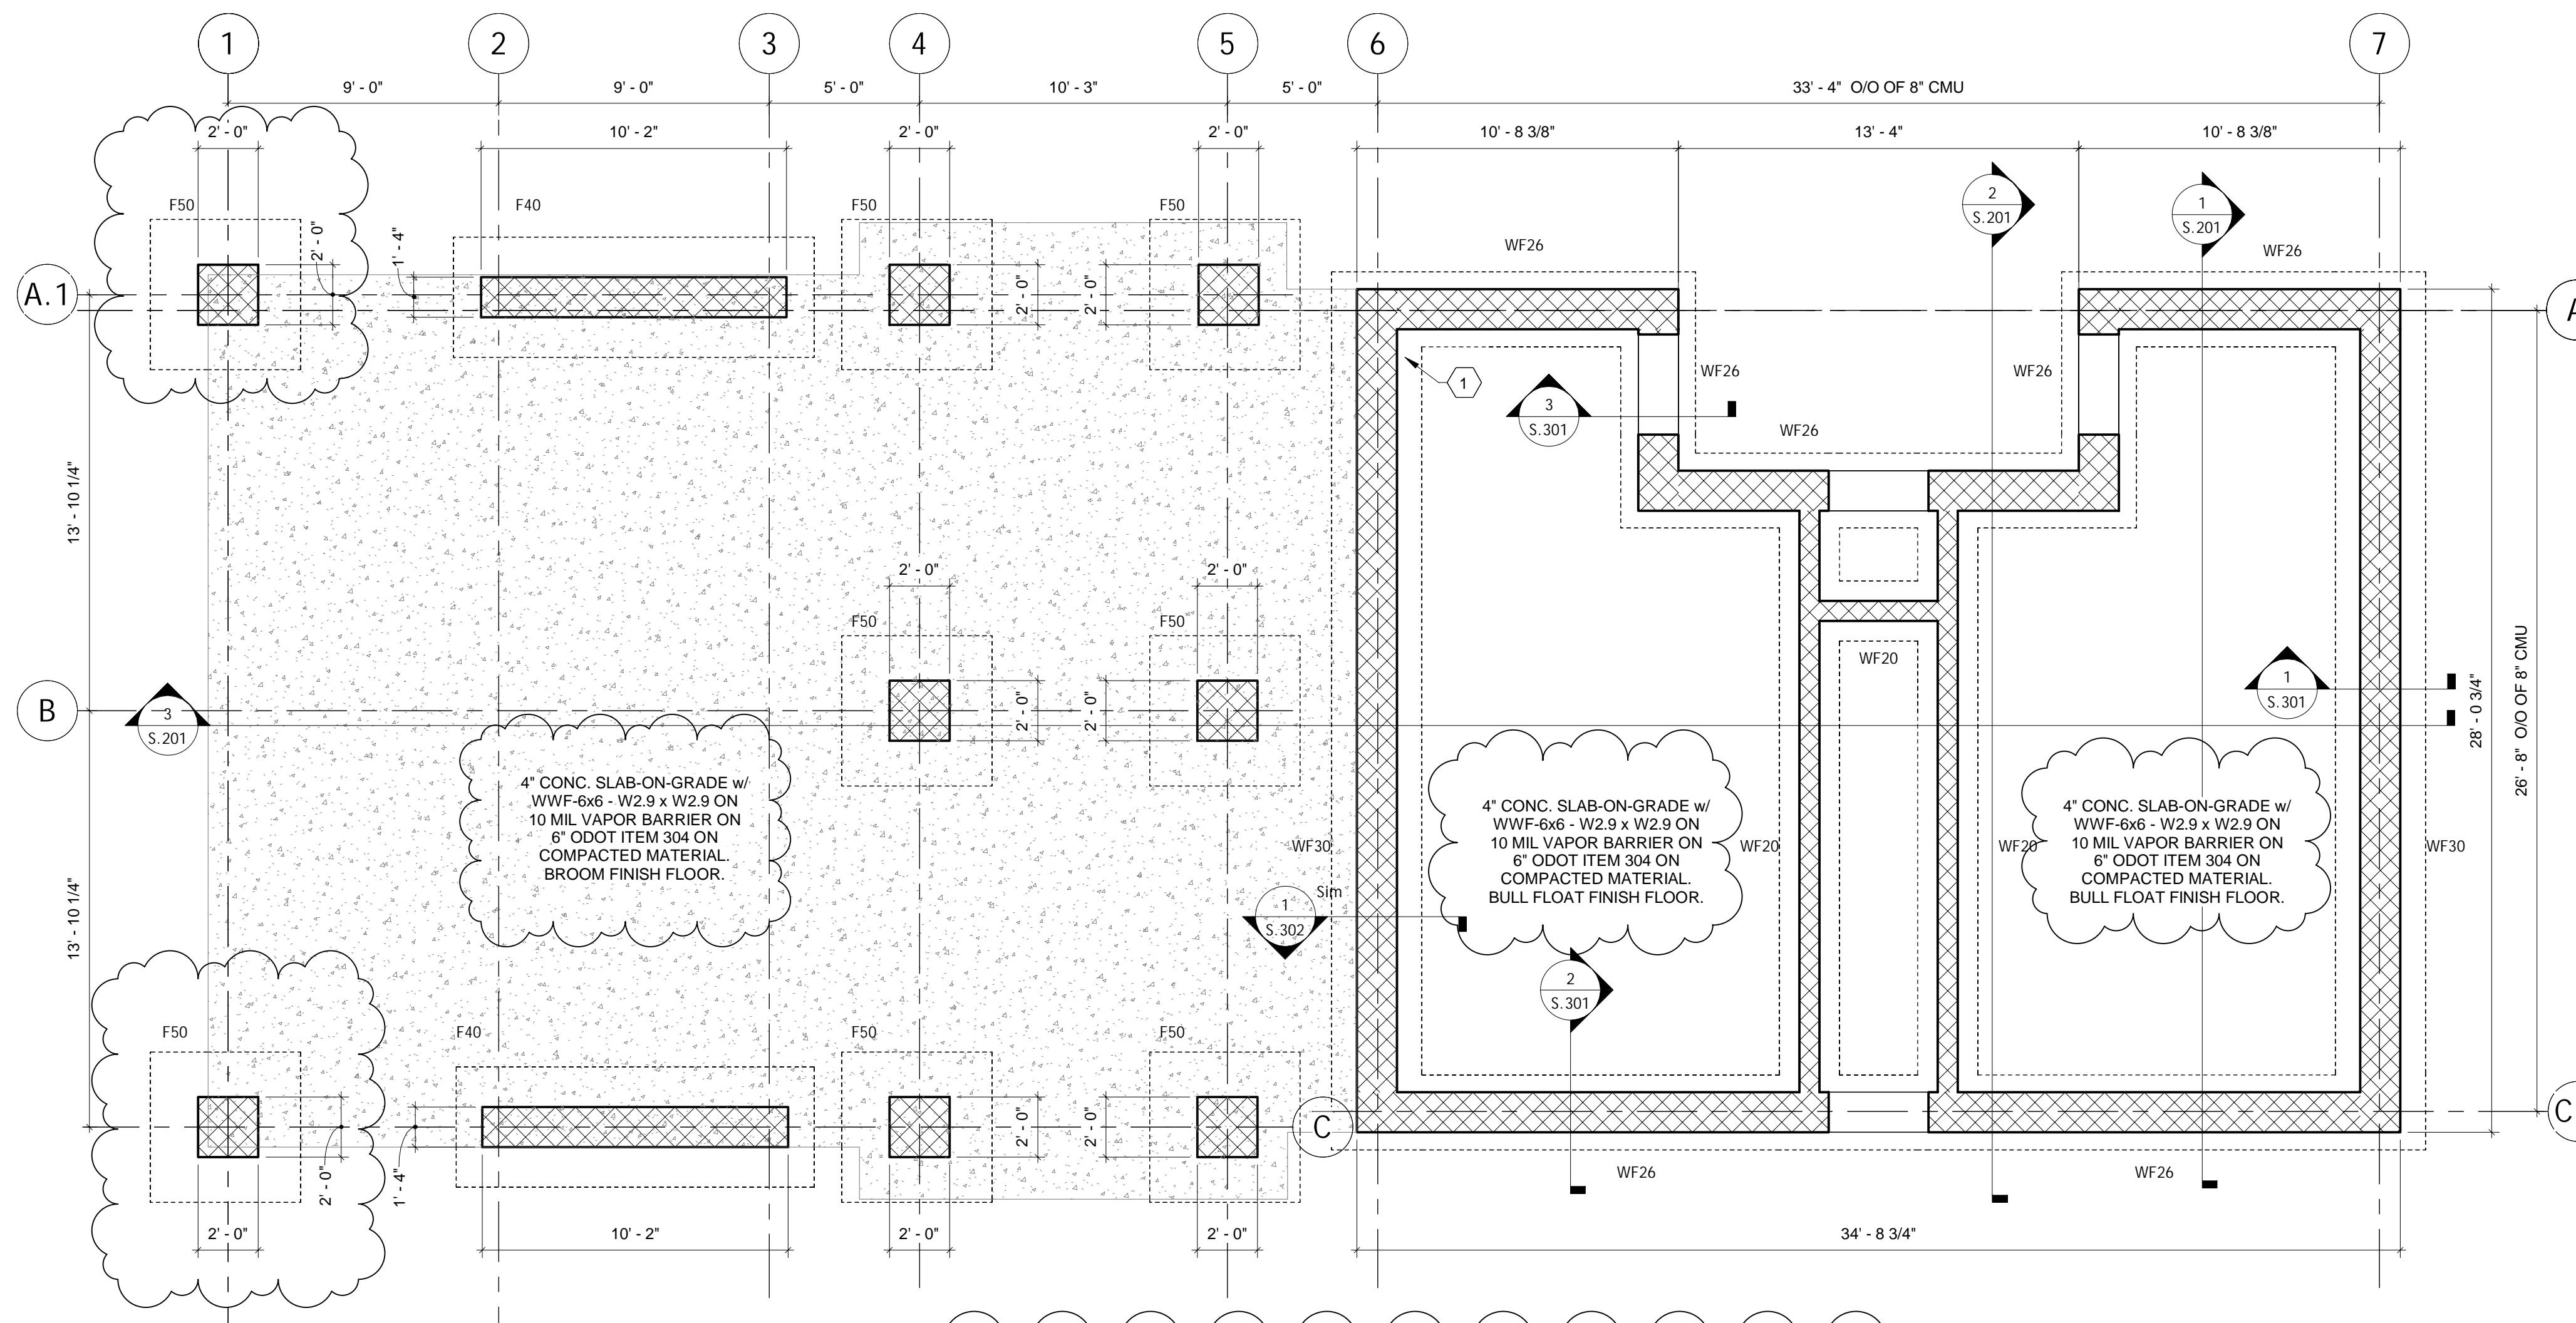 1
2
3
4
5
6
7
9' - 0"
9' - 0"
5' - 0"
10' - 3"
5' - 0"
33' - 4" O/O OF 8" CMU
2' - 0"
10' - 2"
2' - 0"
2' - 0"
10' - 8 3/8"
13' - 4"
10' - 8 3/8"
2
S.201
1
S.201
F50
F40
F50
F50
WF26
WF26
2' - 0"
1' - 4"
2' - 0"
2' - 0"
A.1
A
1
WF26
WF26
3
S.301
WF26
13' - 10 1/4"
2' - 0"
2' - 0"
F50
F50
WF20
B
3
S.201
2' - 0"
2' - 0"
1
S.301
28' - 0 3/4"
26' - 8" O/O OF 8" CMU
4" CONC. SLAB-ON-GRADE w/
WWF-6x6 - W2.9 x W2.9 ON
10 MIL VAPOR BARRIER ON
6" ODOT ITEM 304 ON
COMPACTED MATERIAL.
BROOM FINISH FLOOR.
4" CONC. SLAB-ON-GRADE w/
WWF-6x6 - W2.9 x W2.9 ON
10 MIL VAPOR BARRIER ON
6" ODOT ITEM 304 ON
COMPACTED MATERIAL.
BULL FLOAT FINISH FLOOR.
4" CONC. SLAB-ON-GRADE w/
WWF-6x6 - W2.9 x W2.9 ON
10 MIL VAPOR BARRIER ON
6" ODOT ITEM 304 ON
COMPACTED MATERIAL.
BULL FLOAT FINISH FLOOR.
WF30
WF20
WF20
WF30
13' - 10 1/4"
Sim
1
S.302
2
S.301
F50
F40
F50
F50
2' - 0"
1' - 4"
2' - 0"
2' - 0"
C
C
WF26
WF26
2' - 0"
10' - 2"
2' - 0"
2' - 0"
34' - 8 3/4"